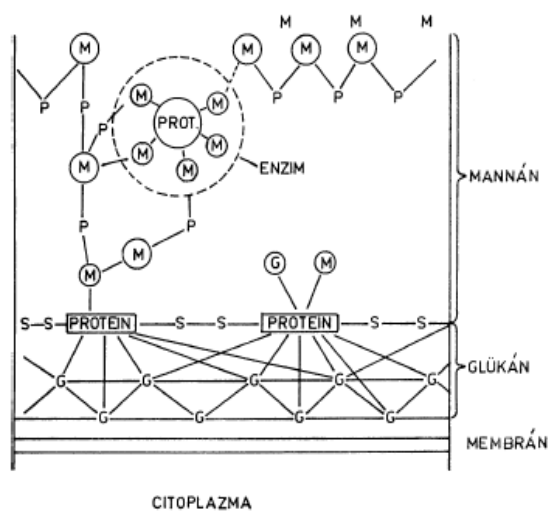 M M M
M M M M
M P P P
P P M
P PROT.
M M
M M ENZIM
MANNÁN
P P
M G M
M
S S PROTEIN S S PROTEIN S S
GLÜKÁN
G G G G G
G G G G
MEMBRÁN
CITOPLAZMA